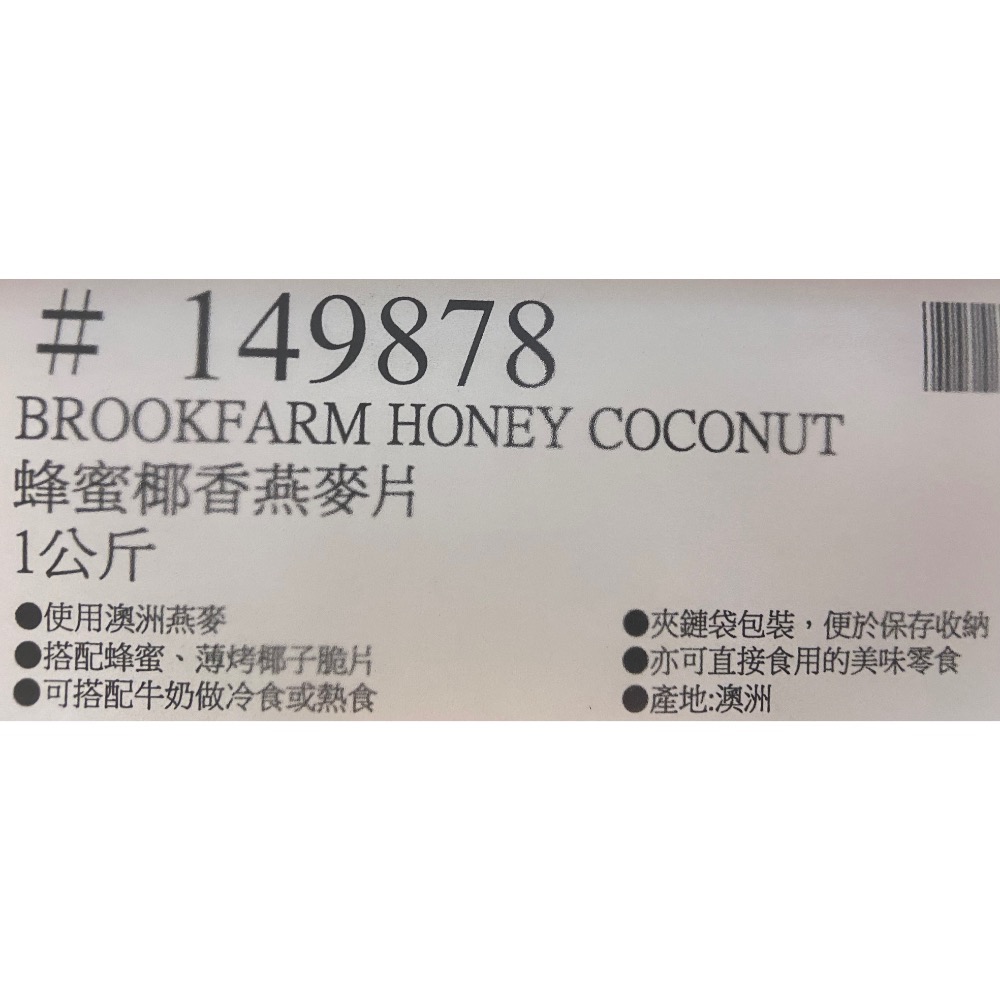 # 149878
BROOKFARM HONEY COCONUT
蜂蜜椰香燕麥片
1公斤
●使用澳洲燕麥
●搭配蜂蜜、薄烤椰子脆片
●可搭配牛奶做冷食或熱食
●夾鏈袋包裝，便於保存收納
●亦可直接食用的美味零食
●產地:澳洲